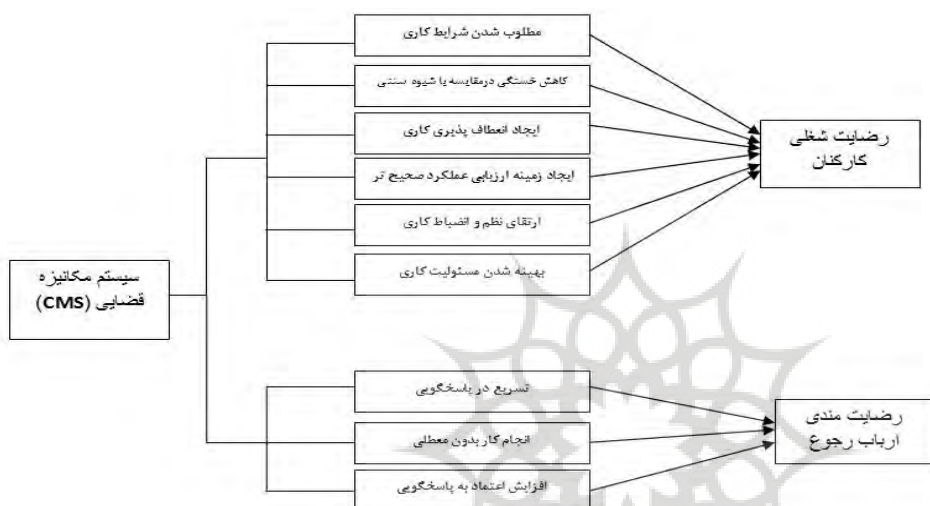 مطلوب شدن شرایط کاری
کاهش خستگی درمقایسه با شیوه سنتی
ایجاد انعطاف پذیری کاری
ایجاد زمینه ارزیابی عملکرد صحیح تر
ارتقای نظم و انضباط کاری
بهینه شدن مسئولیت کاری
رضایت شغلی
کارکنان
سیستم مکانیزه
قضایی (CMS)
تسریع در پاسخگویی
انجام کار بدون معطلی
افزایش اعتماد به پاسخگویی
رضایت مندی
ارباب رجوع